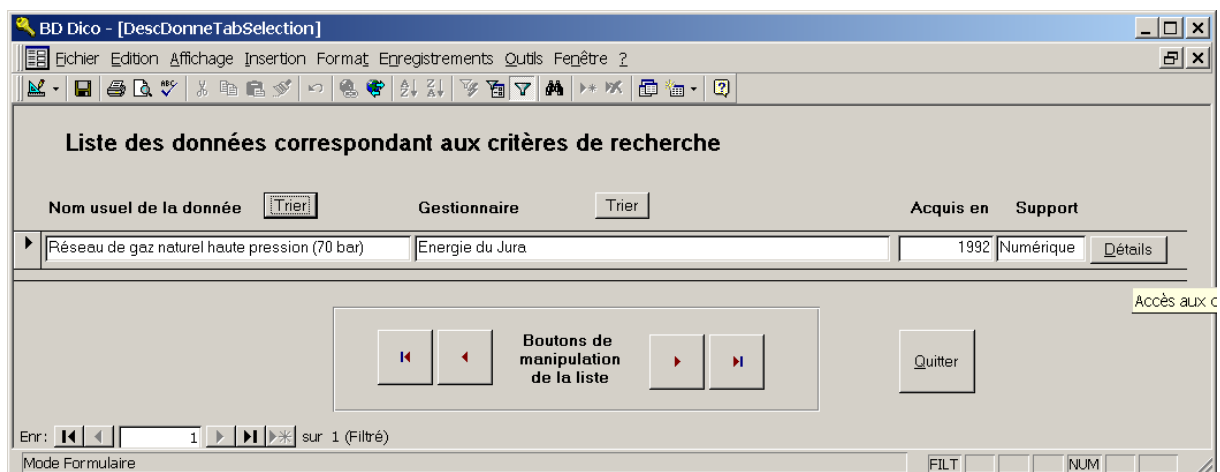 BD Dico - [DescDonneTabSelection]
Fichier Edition Affichage Insertion Format Enregistrements Outils Fenêtre ?
Liste des données correspondant aux critères de recherche
Nom usuel de la donnée Trier Gestionnaire Trier Acquis en Support
Réseau de gaz naturel haute pression (70 bar) Energie du Jura 1992 Numérique Détails
Accès aux c
Boutons de
manipulation
de la liste
Quitter
Enr: 1 sur 1 (Filtré)
Mode Formulaire FILT NUM